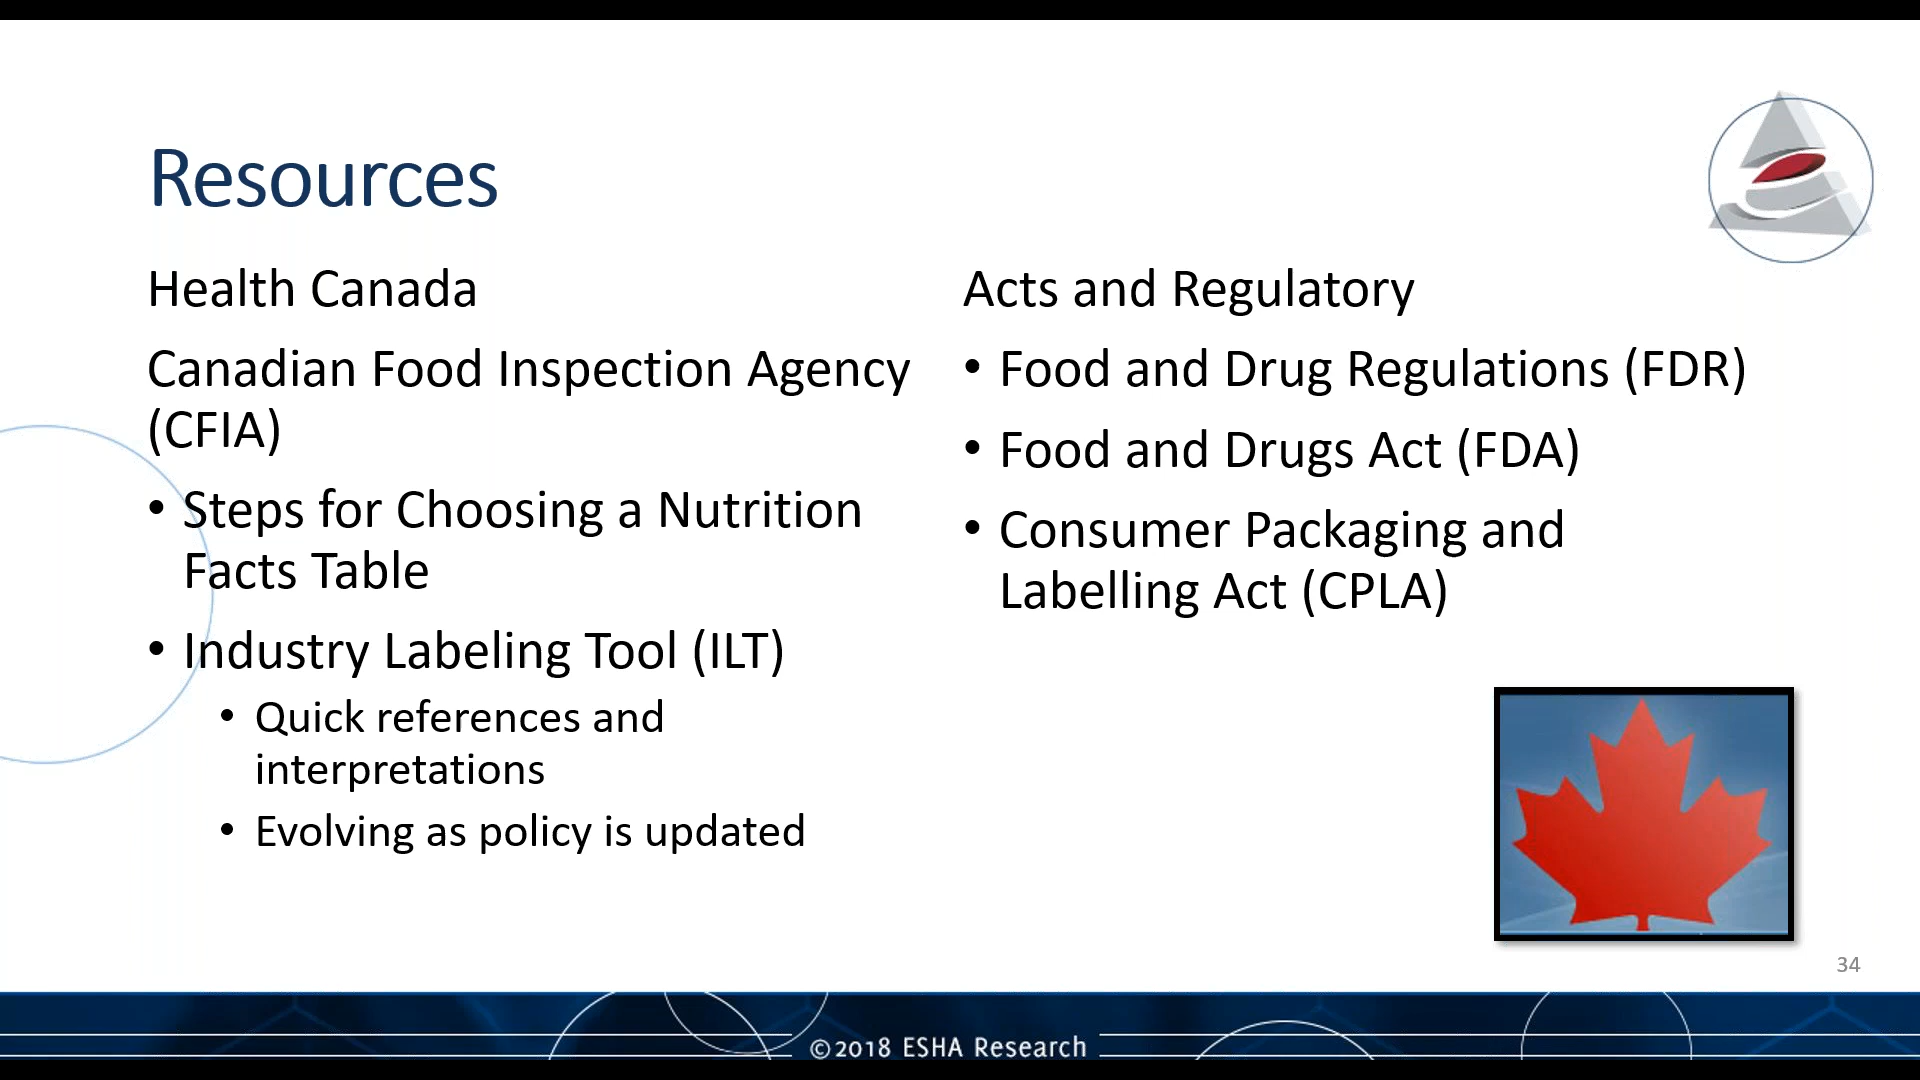 Resources
Health Canada
Canadian Food Inspection Agency
(CFIA)
• Steps for Choosing a Nutrition
Facts Table
• Industry Labeling Tool (ILT)
• Quick references and
interpretations
• Evolving as policy is updated
Acts and Regulatory
• Food and Drug Regulations (FDR)
• Food and Drugs Act (FDA)
• Consumer Packaging and
Labelling Act (CPLA)
34
©2018 ESHA Research